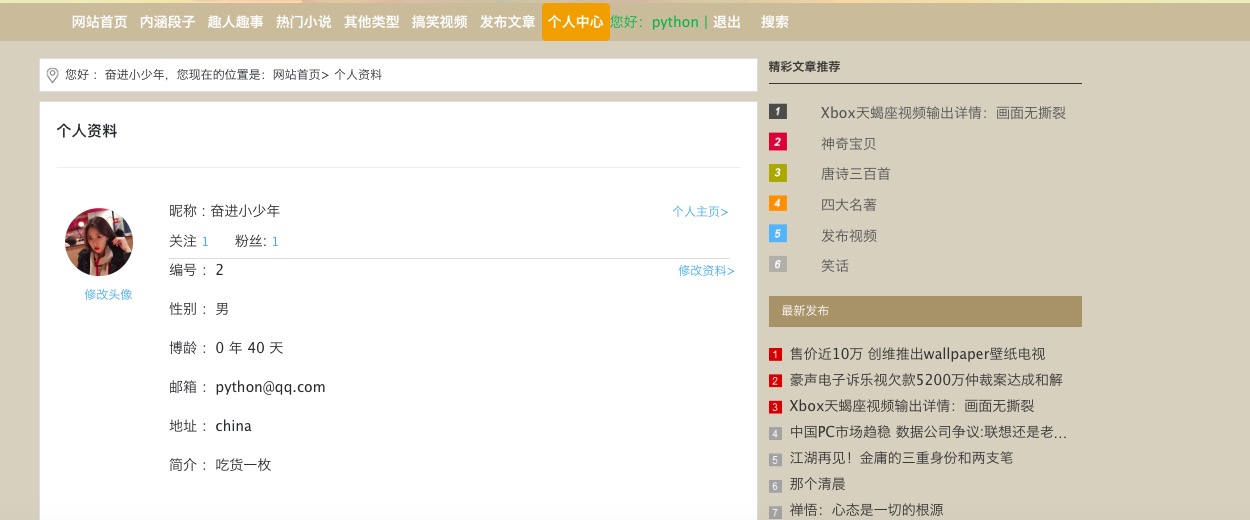 网站首页 内涵段子 趣人趣事 热门小说 其他类型 搞笑视频 发布文章 个人中心 您好：python | 退出 搜索
您好 ：奋进小少年，您现在的位置是：网站首页> 个人资料
个人资料
昵称 : 奋进小少年 个人主页>
关注 1 粉丝: 1
编号 ： 2 修改资料>
修改头像
性别 ： 男
博龄 ： 0 年 40 天
邮箱 ： python@qq.com
地址 ： china
简介 ： 吃货一枚
精彩文章推荐
1 Xbox天蝎座视频输出详情：画面无撕裂
2 神奇宝贝
3 唐诗三百首
4 四大名著
5 发布视频
6 笑话
最新发布
1 售价近10万 创维推出wallpaper壁纸电视
2 豪声电子诉乐视欠款5200万仲裁案达成和解
3 Xbox天蝎座视频输出详情：画面无撕裂
4 中国PC市场趋稳 数据公司争议:联想还是老...
5 江湖再见！金庸的三重身份和两支笔
6 那个清晨
7 禅悟：心态是一切的根源